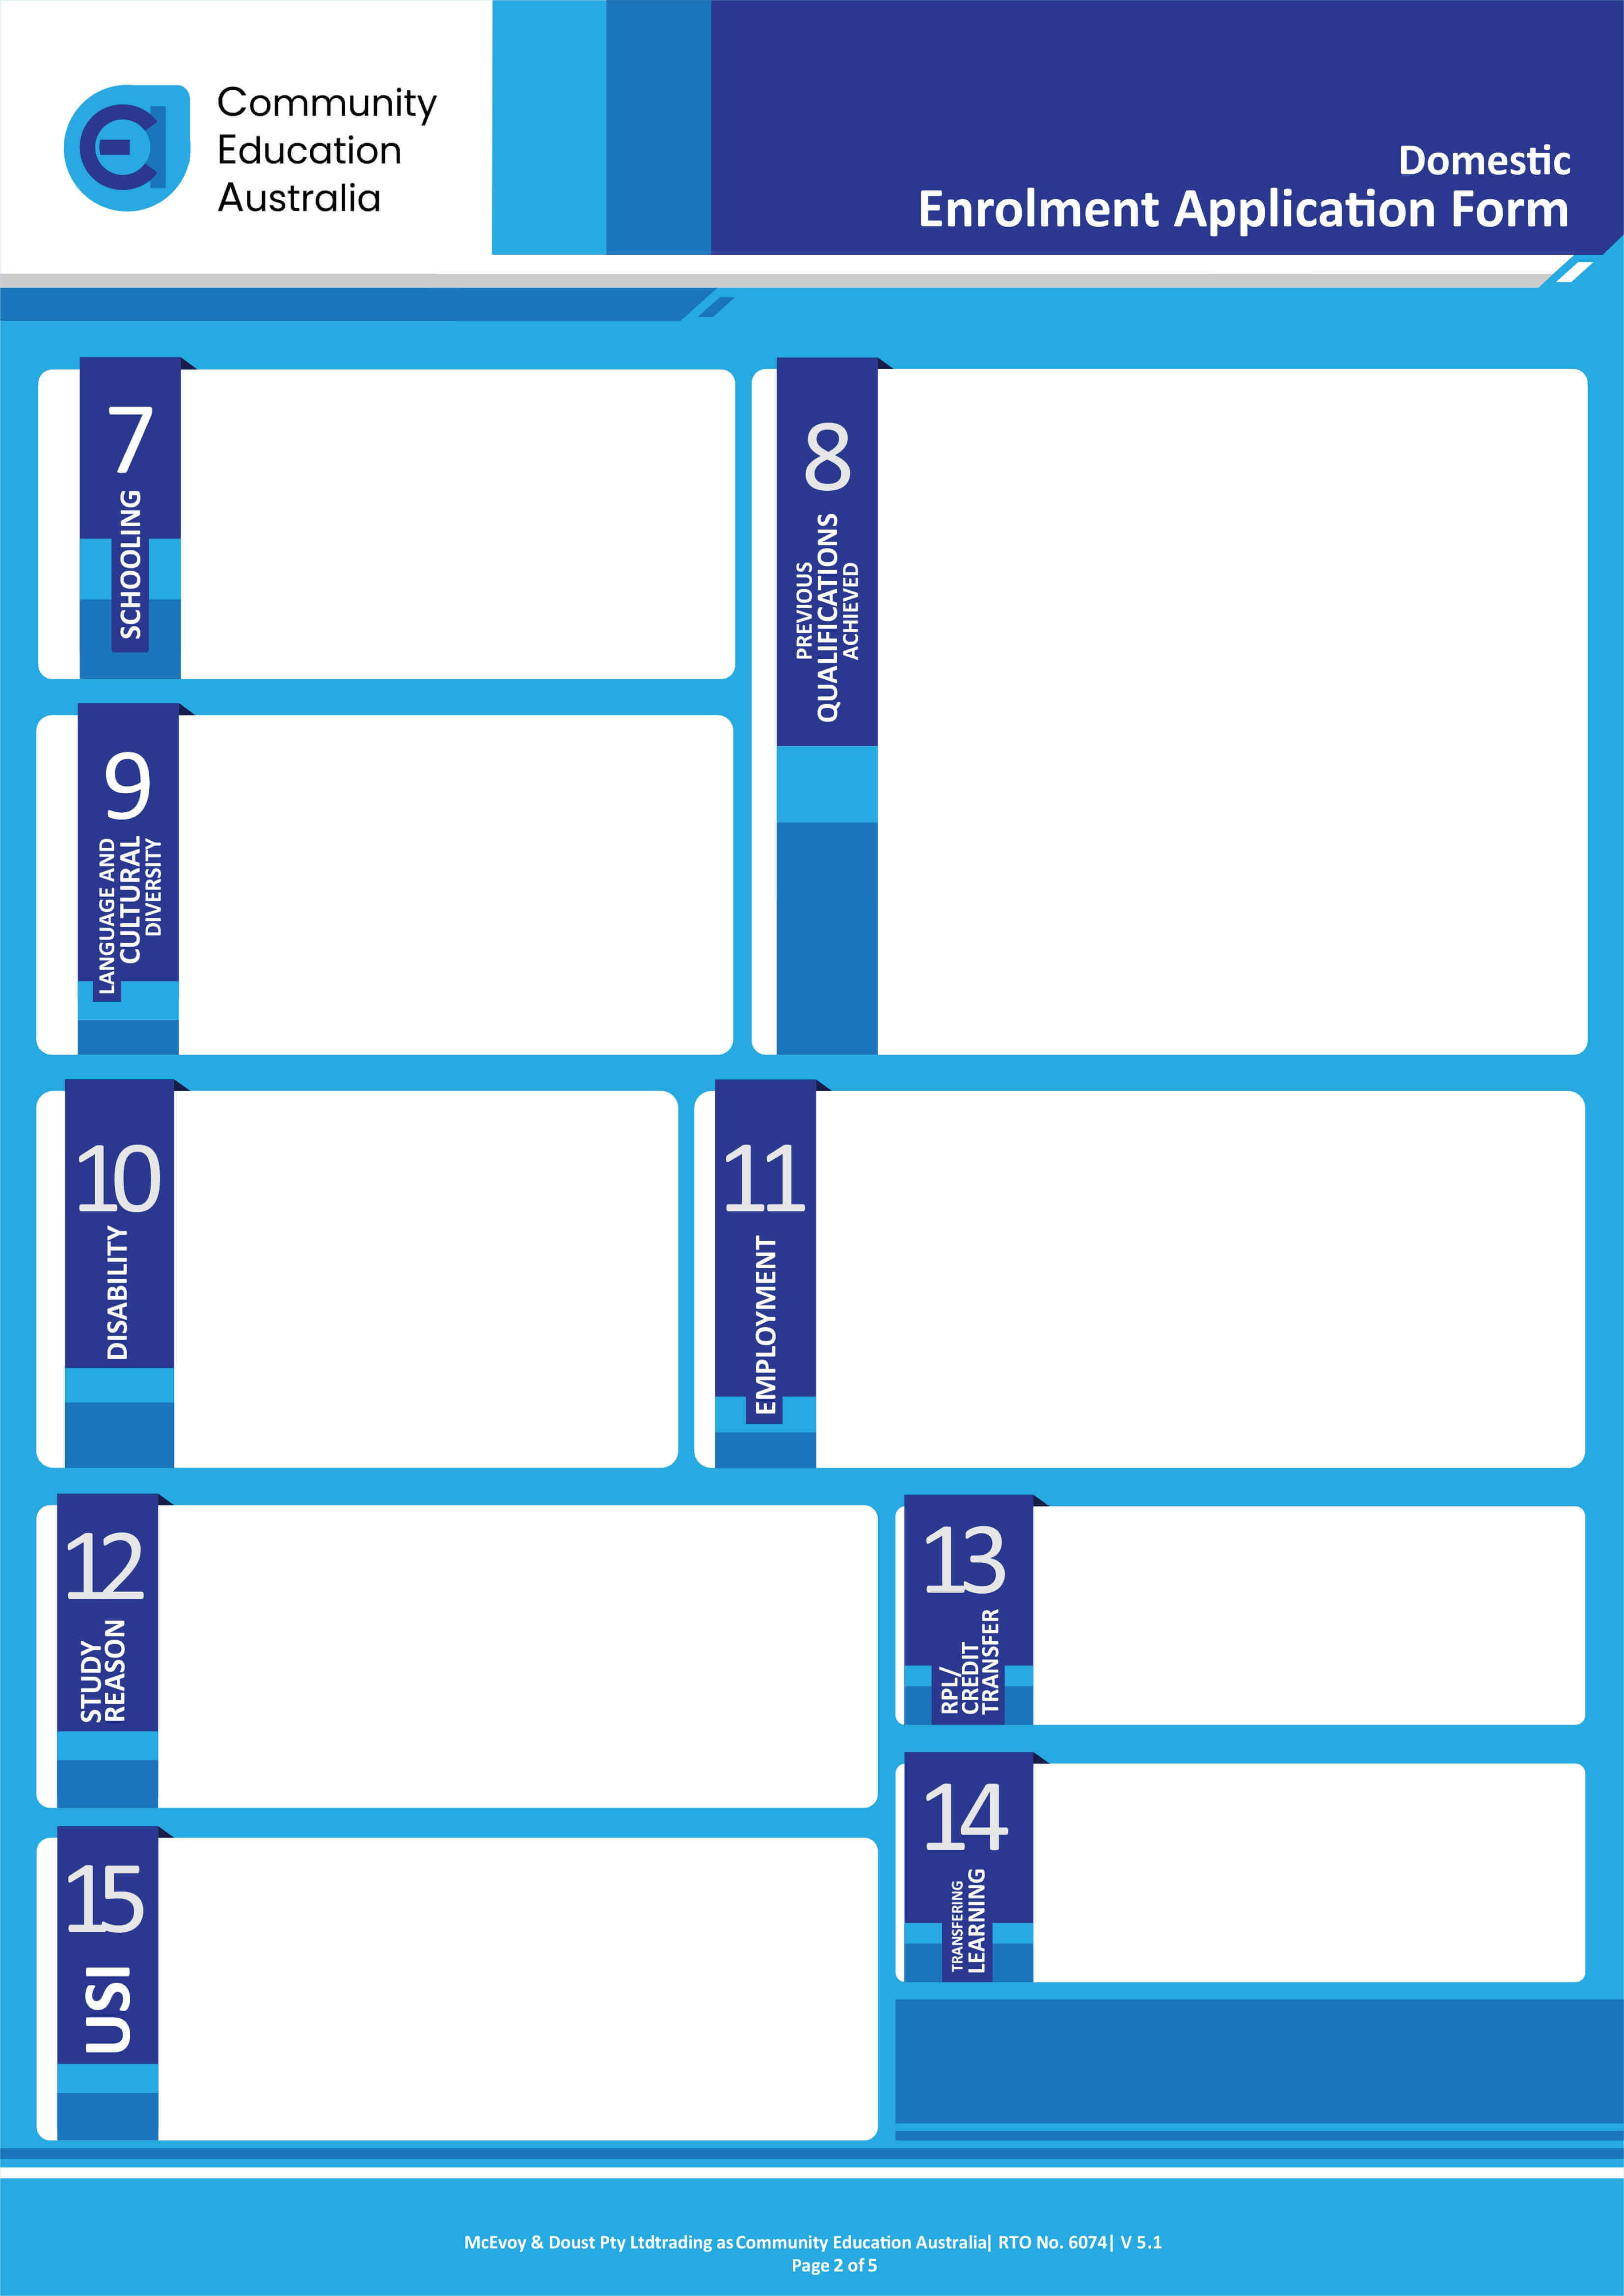 Community
Education
Australia
Domestic
Enrolment Application Form
7
SCHOOLING
8
PREVIOUS
QUALIFICATIONS
ACHIEVED
9
LANGUAGE AND
CULTURAL
DIVERSITY
10
DISABILITY
11
EMPLOYMENT
12
STUDY
REASON
13
RPL/
CREDIT
TRANSFER
14
TRANSFERING
LEARNING
15
USI
McEvoy & Doust Pty Ltdtrading as Community Education Australia| RTO No. 6074| V 5.1
Page 2 of 5